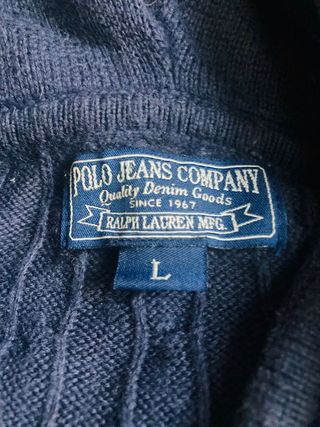 POLO JEANS COMPANY
Quality Denim Goods
SINCE 1967
RALPH LAUREN MFG.
L